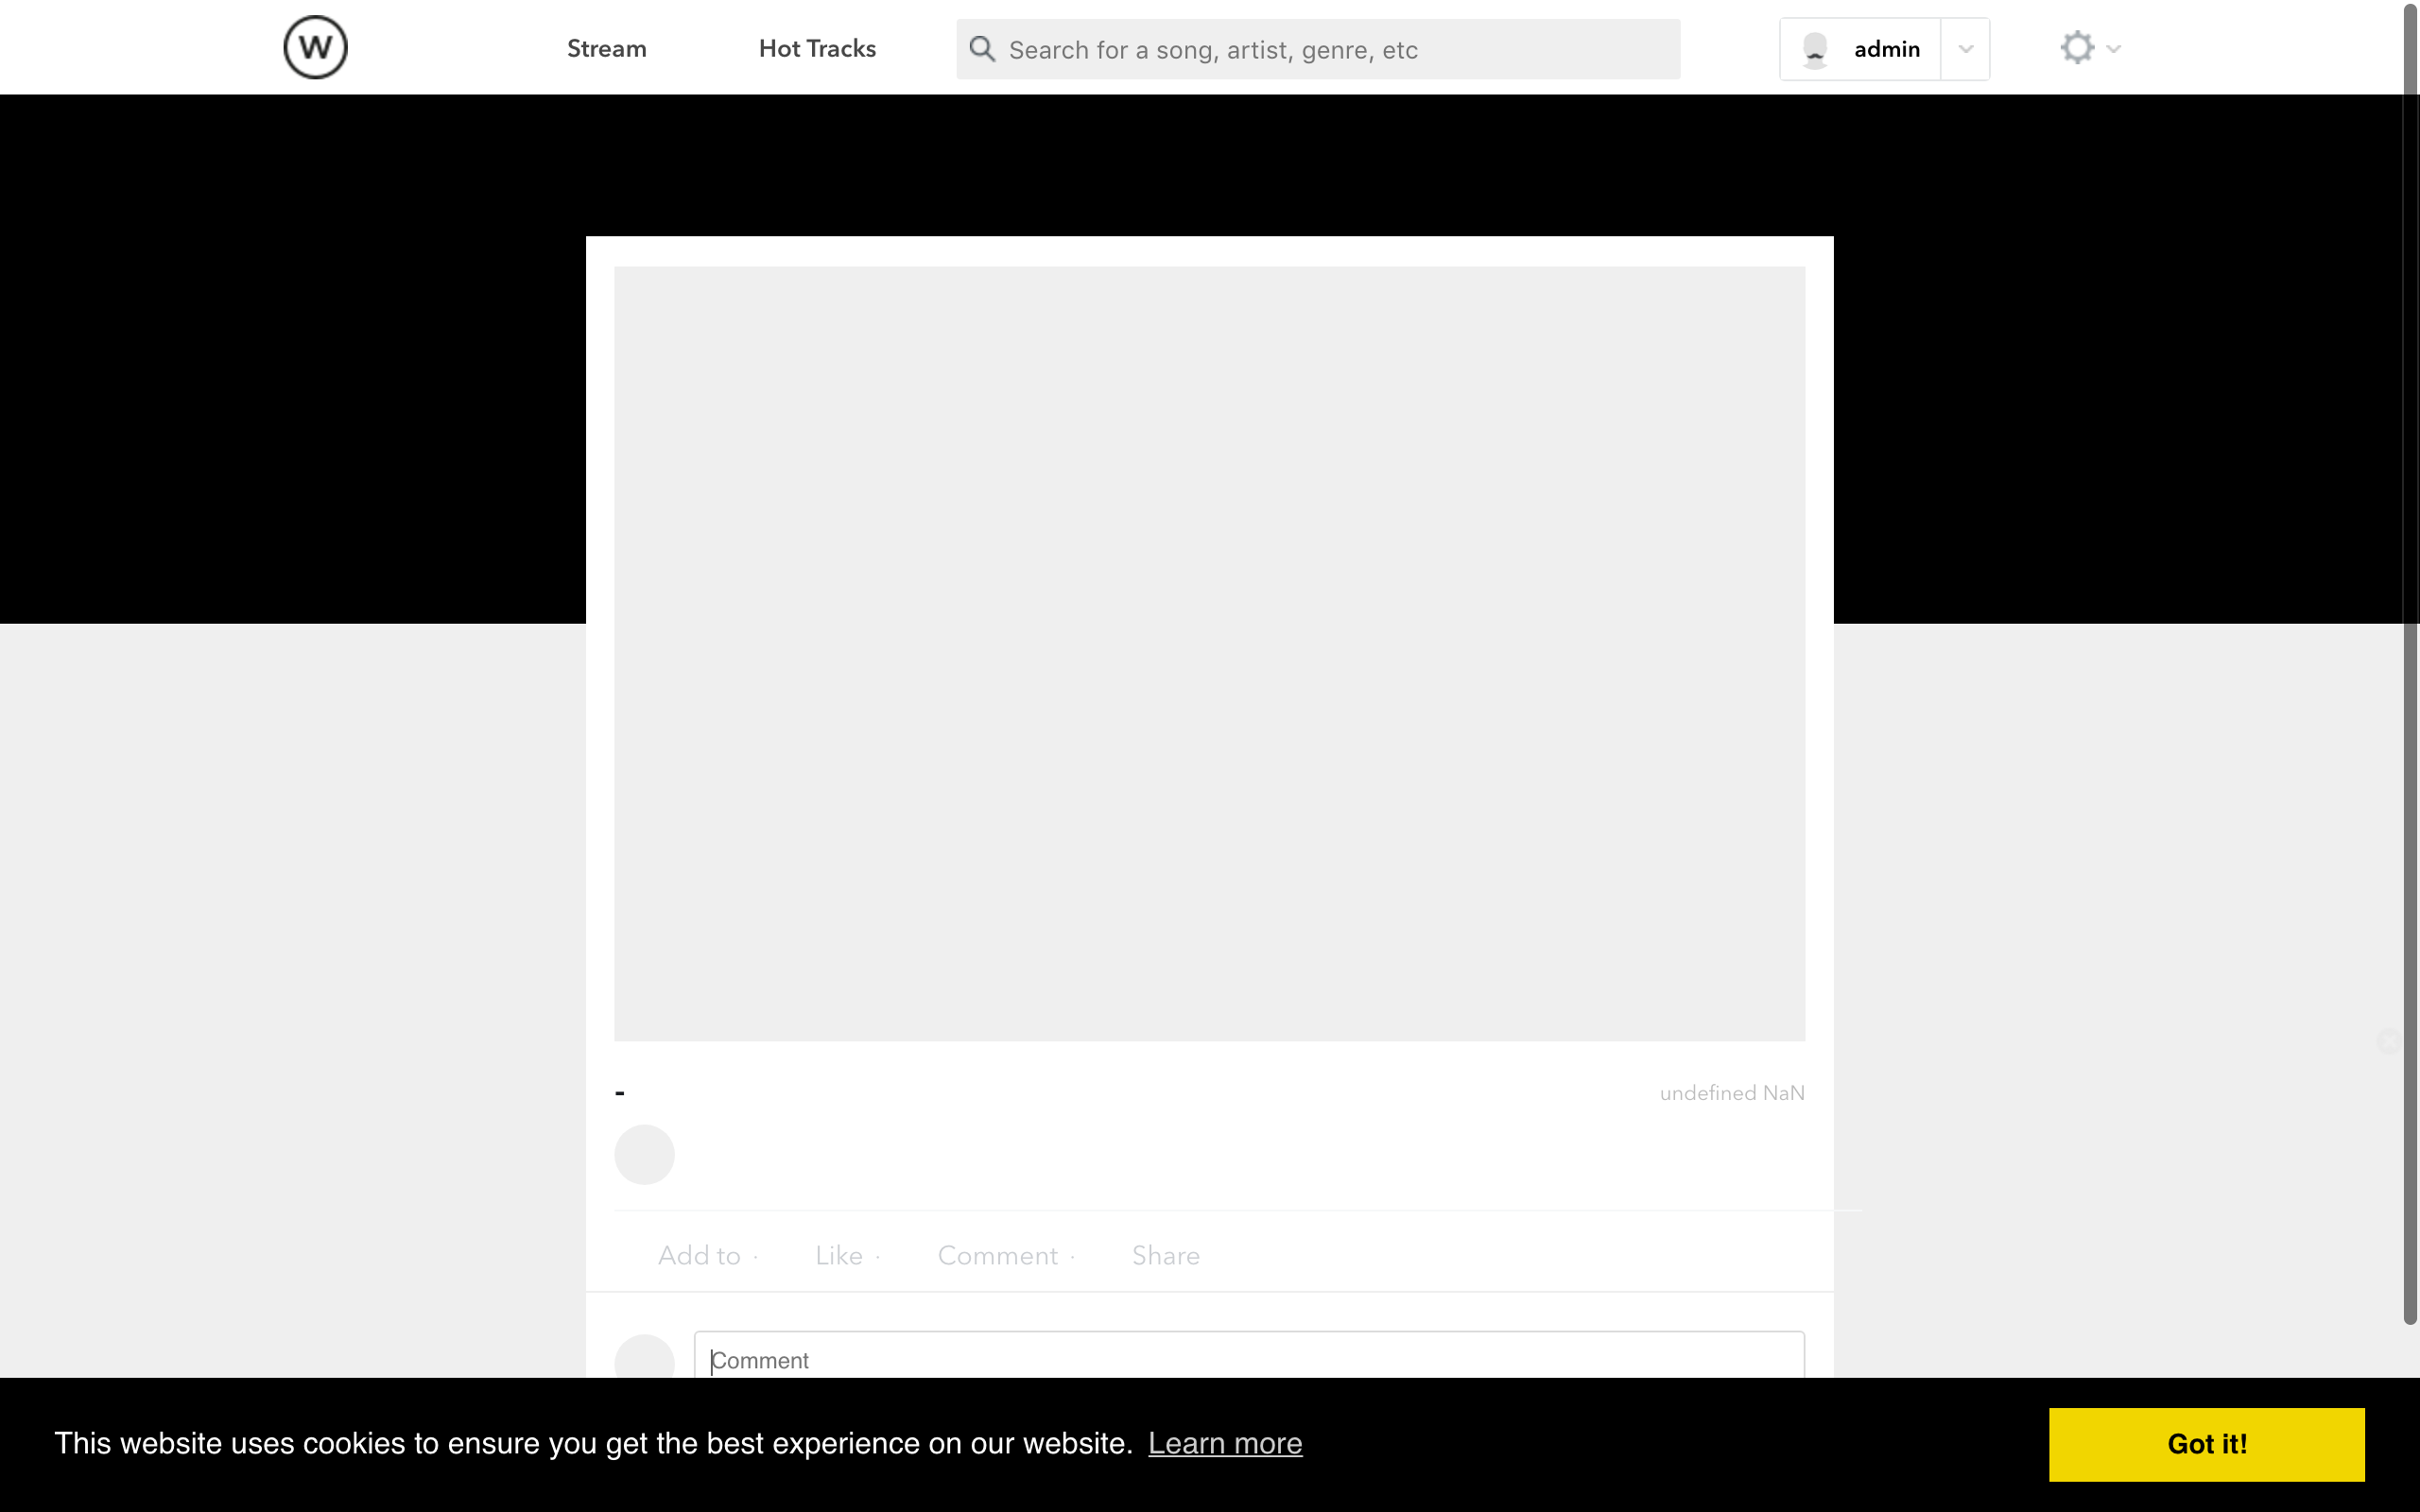 W
Stream
Hot Tracks
Search for a song, artist, genre, etc
admin
-
undefined NaN
Add to ·
Like ·
Comment ·
Share
Comment
This website uses cookies to ensure you get the best experience on our website. Learn more
Got it!